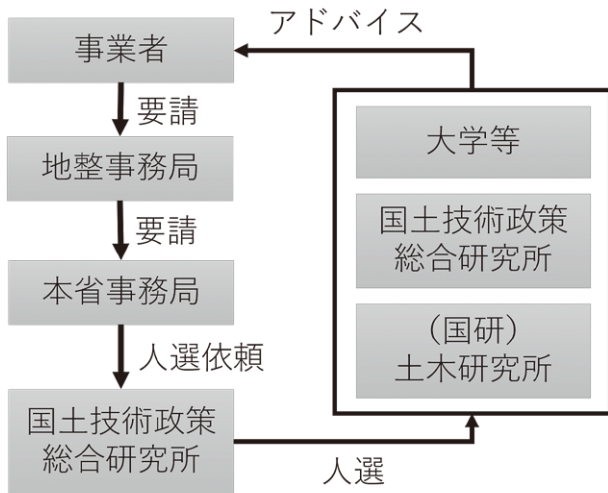 アドバイス
事業者
要請
地整事務局
要請
本省事務局
人選依頼
国土技術政策
総合研究所
人選
大学等
国土技術政策
総合研究所
（国研）
土木研究所